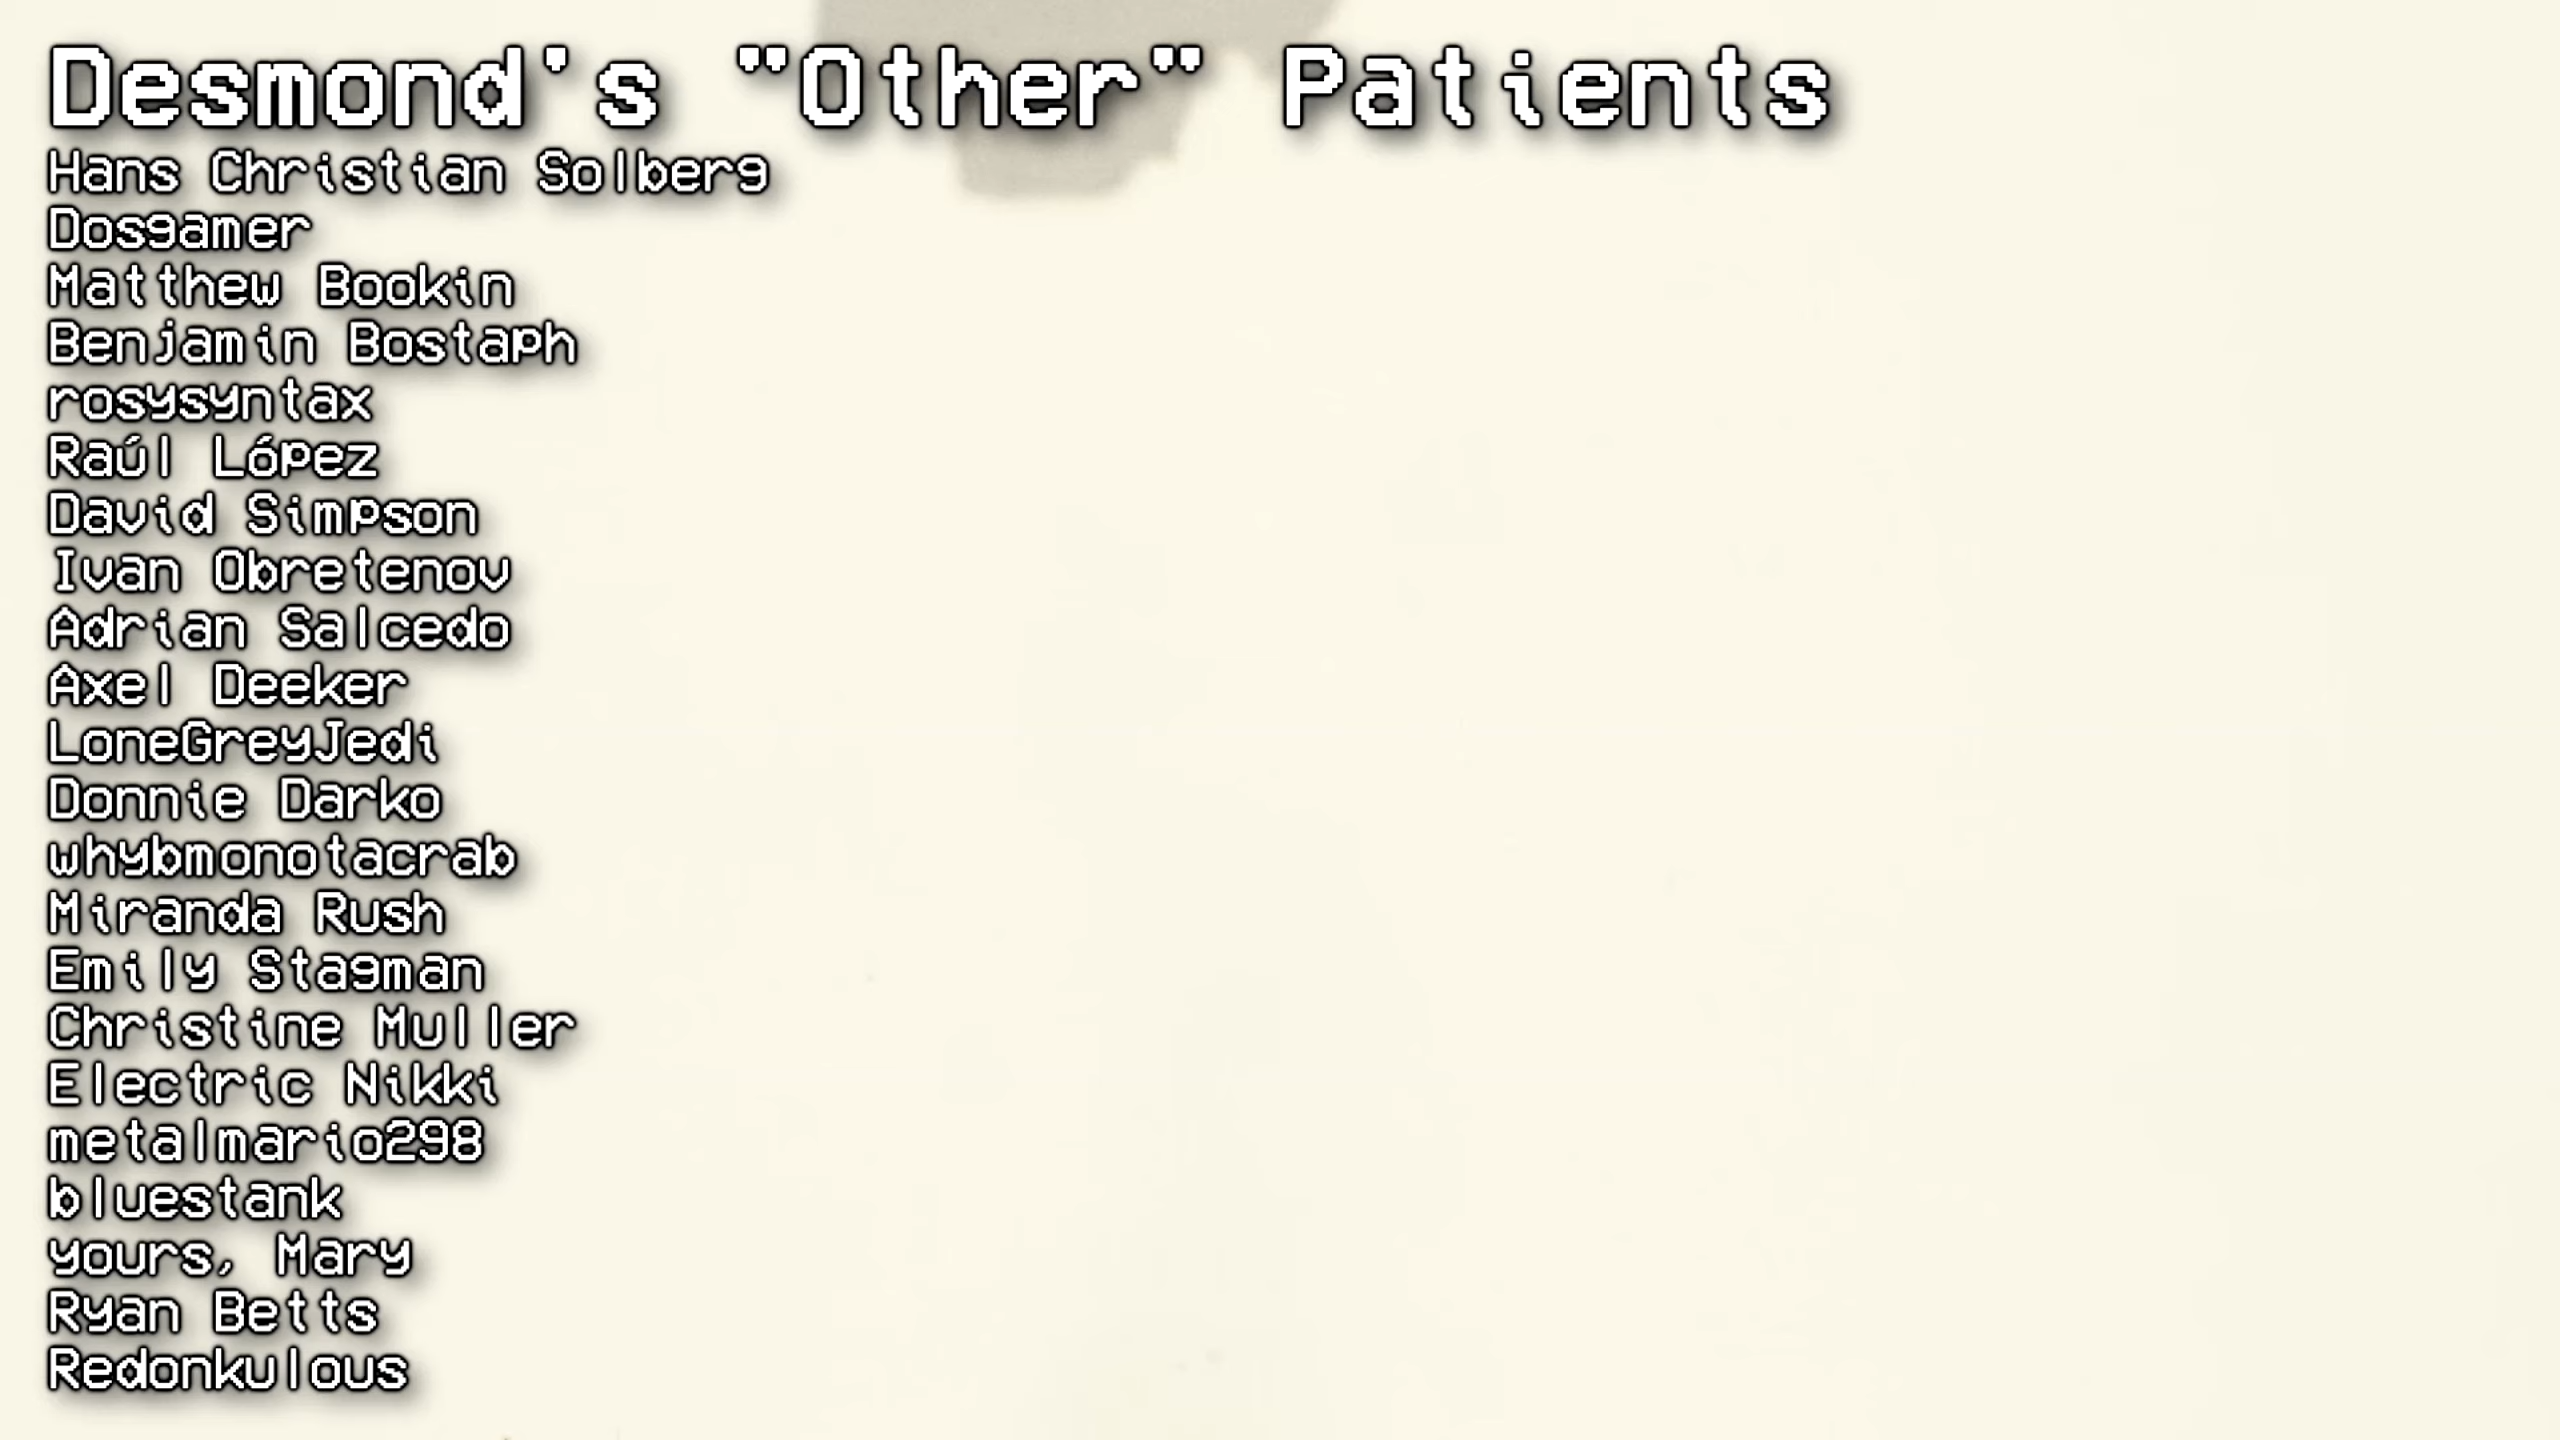 Desmond's "Other" Patients
Hans Christian Solberg
Dosgamer
Matthew Bookin
Benjamin Bostaph
rosysyntax
Raúl López
David Simpson
Ivan Obretenov
Adrian Salcedo
Axel Deeker
LoneGreyJedi
Donnie Darko
whybmonotacrab
Miranda Rush
Emily Stagman
Christine Muller
Electric Nikki
metalmario298
bluestank
yours, Mary
Ryan Betts
Redonkulous